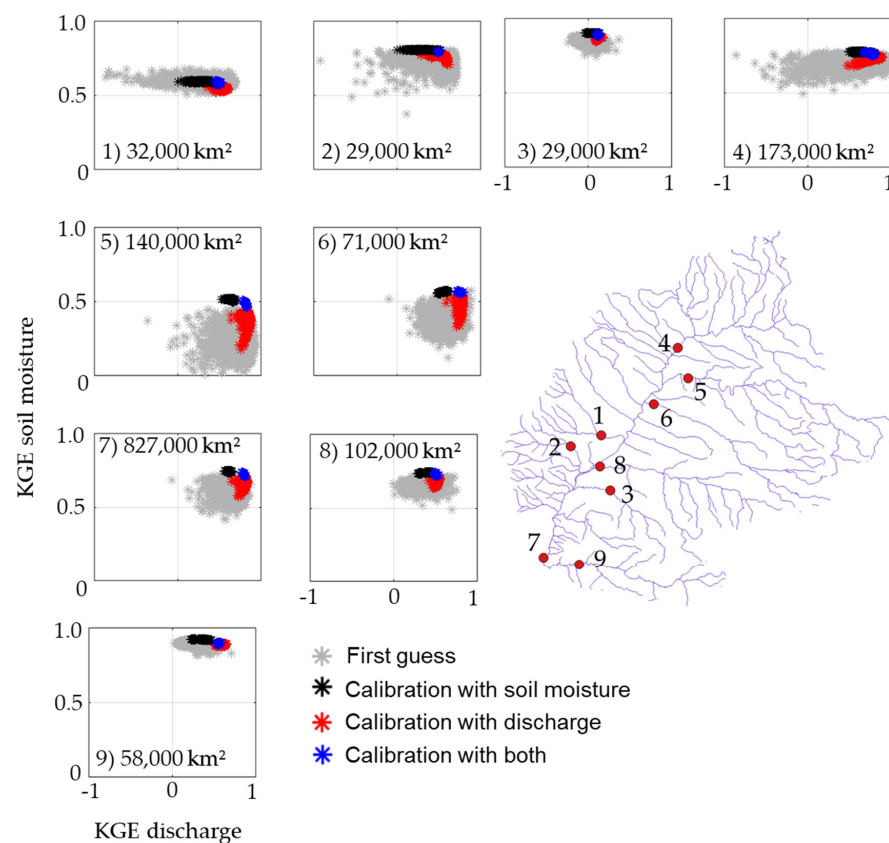 1.0
0.5
0
1) 32,000 km²
2) 29,000 km²
3) 29,000 km²
4) 173,000 km²
-1
0
1
-1
0
1
KGE soil moisture
1.0
0.5
0
5) 140,000 km²
6) 71,000 km²
1.0
0.5
0
7) 827,000 km²
8) 102,000 km²
-1
0
1
4
5
6
1
2
8
3
7
9
1.0
0.5
0
9) 58,000 km²
-1
0
1
KGE discharge
First guess
Calibration with soil moisture
Calibration with discharge
Calibration with both